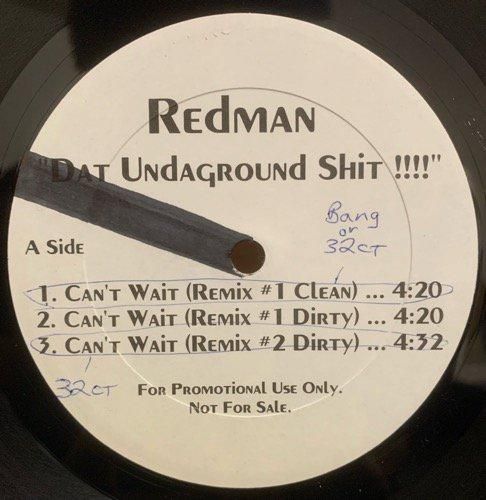 Redman
"Dat Undaground Shit !!!!"
Bang
or
32CT
A Side
1. Can't Wait (Remix #1 Clean) ... 4:20
2. Can't Wait (Remix #1 Dirty) ... 4:20
3. Can't Wait (Remix #2 Dirty) ... 4:32
32CT
For Promotional Use Only.
Not For Sale.